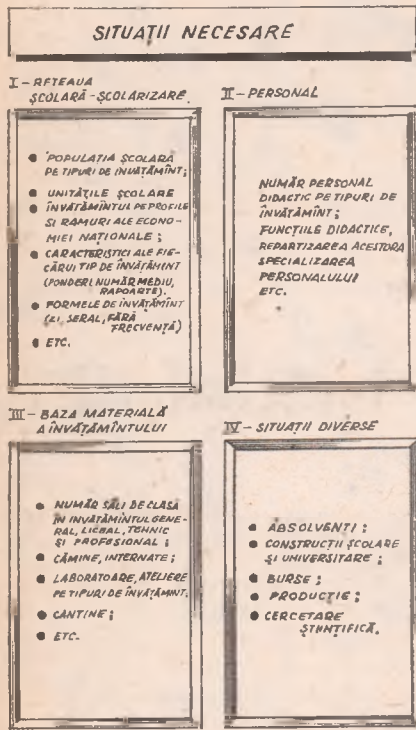 SITUAȚII NECESARE
I - REȚEAUA
ȘCOLARĂ - ȘCOLARIZARE
● POPULAȚIA ȘCOLARĂ
PE TIPURI DE ÎNVĂȚĂMÎNT;
● UNITĂȚILE ȘCOLARE
● ÎNVĂȚĂMÎNTUL PE PROFILE
ȘI RAMURI ALE ECONO-
MIEI NAȚIONALE;
● CARACTERISTICI ALE FIE-
CĂRUI TIP DE ÎNVĂȚĂMÎNT
(PONDERI, NUMĂR MEDIU,
RAPOARTE).
● FORMELE DE ÎNVĂȚĂMÎNT
(ZI, SERAL, FĂRĂ
FRECVENȚĂ)
● ETC.
II - PERSONAL
NUMĂR PERSONAL
DIDACTIC PE TIPURI DE
ÎNVĂȚĂMÎNT;
FUNCȚIILE DIDACTICE,
REPARTIZAREA ACESTORA
SPECIALIZAREA
PERSONALULUI
ETC.
III - BAZA MATERIALĂ
A ÎNVĂȚĂMÎNTULUI
● NUMĂR SĂLI DE CLASĂ
ÎN INVĂȚĂMÎNTUL GENE-
RAL, LICEAL, TEHNIC
ȘI PROFESIONAL;
● CĂMINE, INTERNATE;
● LABORATOARE, ATELIERE
PE TIPURI DE ÎNVĂȚĂMÎNT.
● CANTINE;
● ETC.
IV - SITUAȚII DIVERSE
● ABSOLVENȚI;
● CONSTRUCȚII ȘCOLARE
ȘI UNIVERSITARE;
● BURSE;
● PRODUCȚIE;
● CERCETARE
ȘTIINȚIFICĂ.